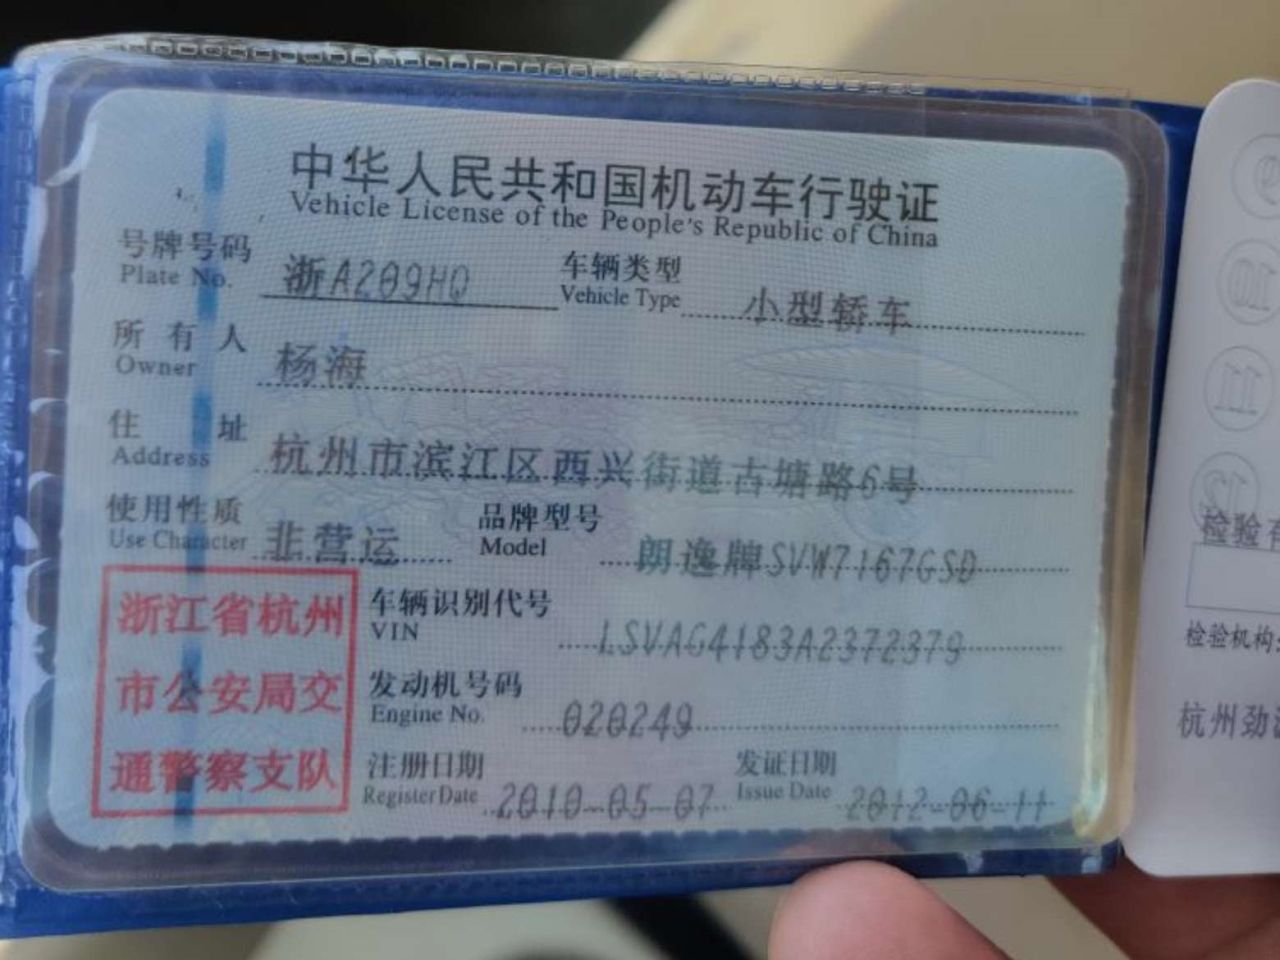 中华人民共和国机动车行驶证
Vehicle License of the People's Republic of China
号牌号码 浙A209HQ 车辆类型 小型轿车
Plate No. Vehicle Type
所有人 杨海
Owner
住址 杭州市滨江区西兴街道古塘路6号
Address
使用性质 非营运 品牌型号 朗逸牌SVW7167GSD
Use Character Model
浙江省杭州
市公安局交
通警察支队
车辆识别代号 LSVAG4183A2372379
VIN
发动机号码 020249
Engine No.
注册日期 2010-05-07 发证日期 2012-06-11
Register Date Issue Date
10
11
12
检验有
检验机构
杭州劲